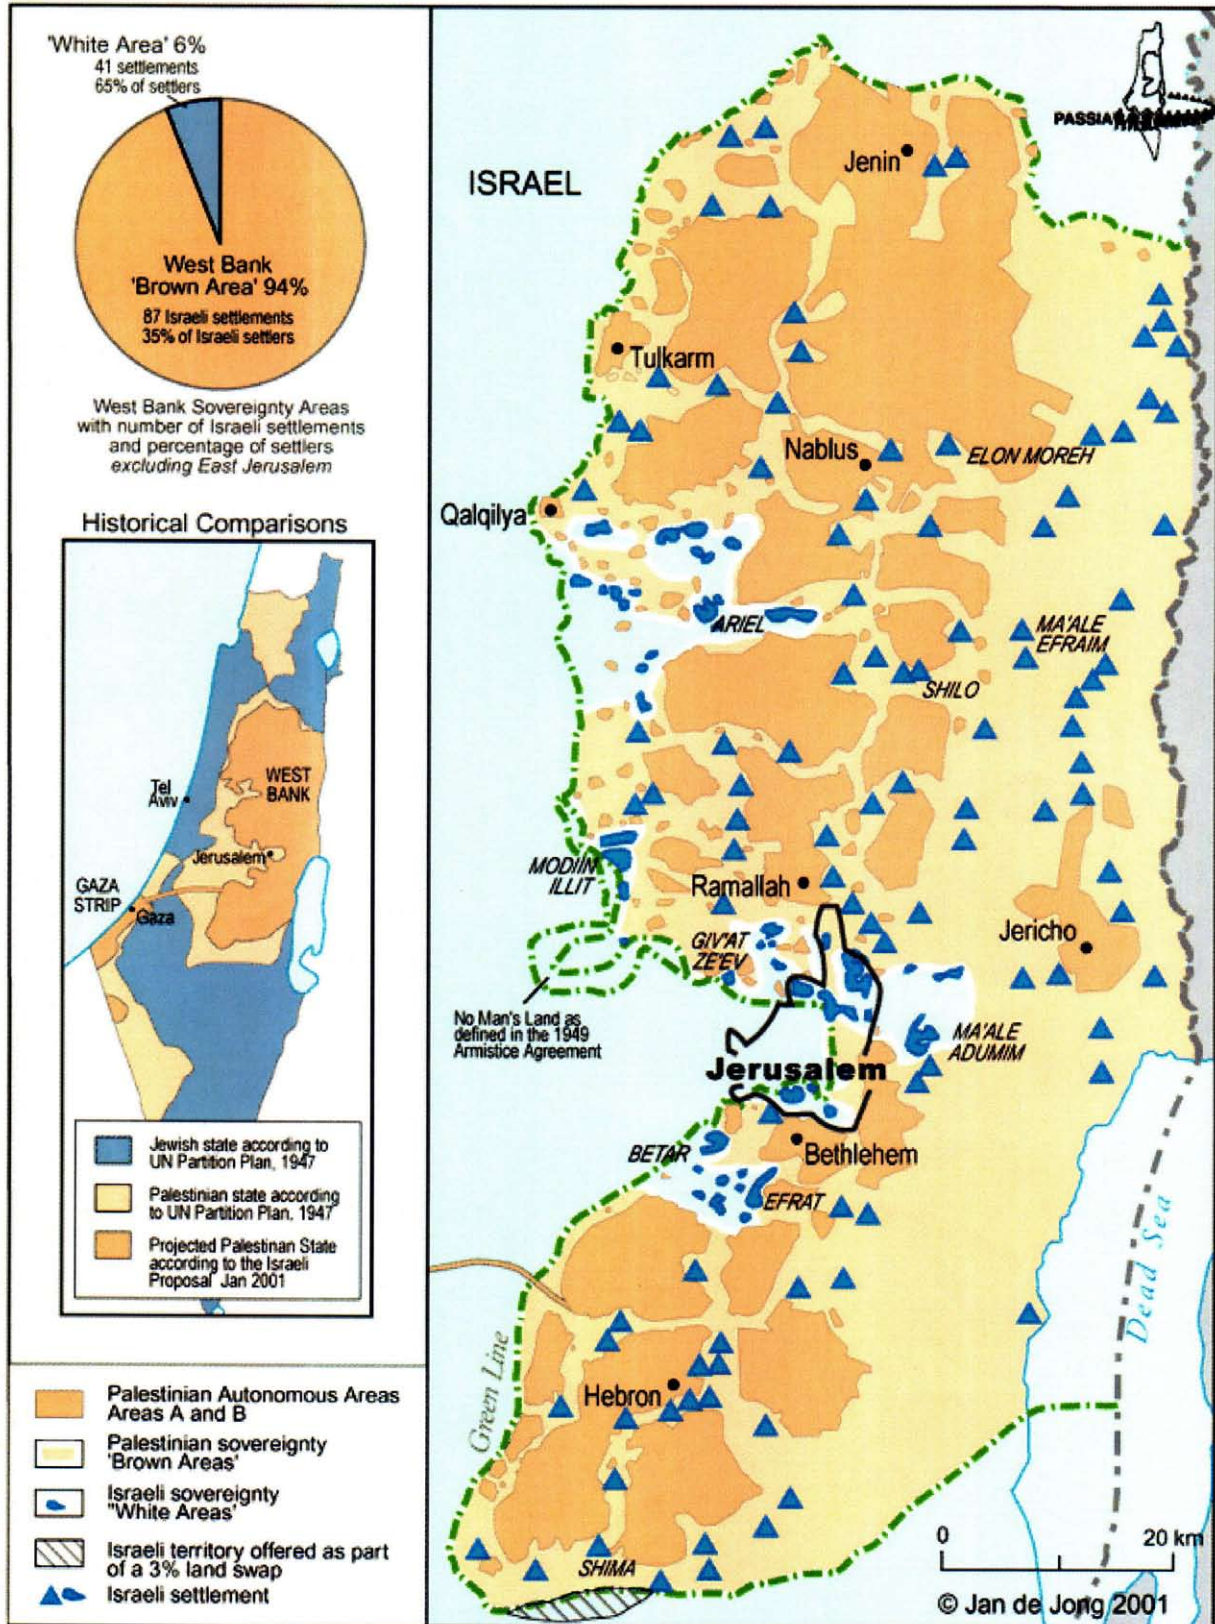 'White Area' 6%
41 settlements
65% of settlers
West Bank
'Brown Area' 94%
87 Israeli settlements
35% of Israeli settlers
West Bank Sovereignty Areas
with number of Israeli settlements
and percentage of settlers
excluding East Jerusalem
Historical Comparisons
Tel
Aviv
WEST
BANK
Jerusalem
GAZA
STRIP
Gaza
Jewish state according to
UN Partition Plan, 1947
Palestinian state according
to UN Partition Plan, 1947
Projected Palestinan State
according to the Israeli
Proposal Jan 2001
Palestinian Autonomous Areas
Areas A and B
Palestinian sovereignty
'Brown Areas'
Israeli sovereignty
"White Areas'
Israeli territory offered as part
of a 3% land swap
Israeli settlement
PASSIA
ISRAEL
Jenin
Tulkarm
Nablus
ELON MOREH
Qalqilya
ARIEL
MA'ALE
EFRAIM
SHILO
MODIIN
ILLIT
Ramallah
GIV'AT
ZE'EV
Jericho
No Man's Land as
defined in the 1949
Armistice Agreement
MA'ALE
ADUMIM
Jerusalem
BETAR
Bethlehem
EFRAT
Dead Sea
Green Line
Hebron
SHIMA
0 20 km
© Jan de Jong 2001